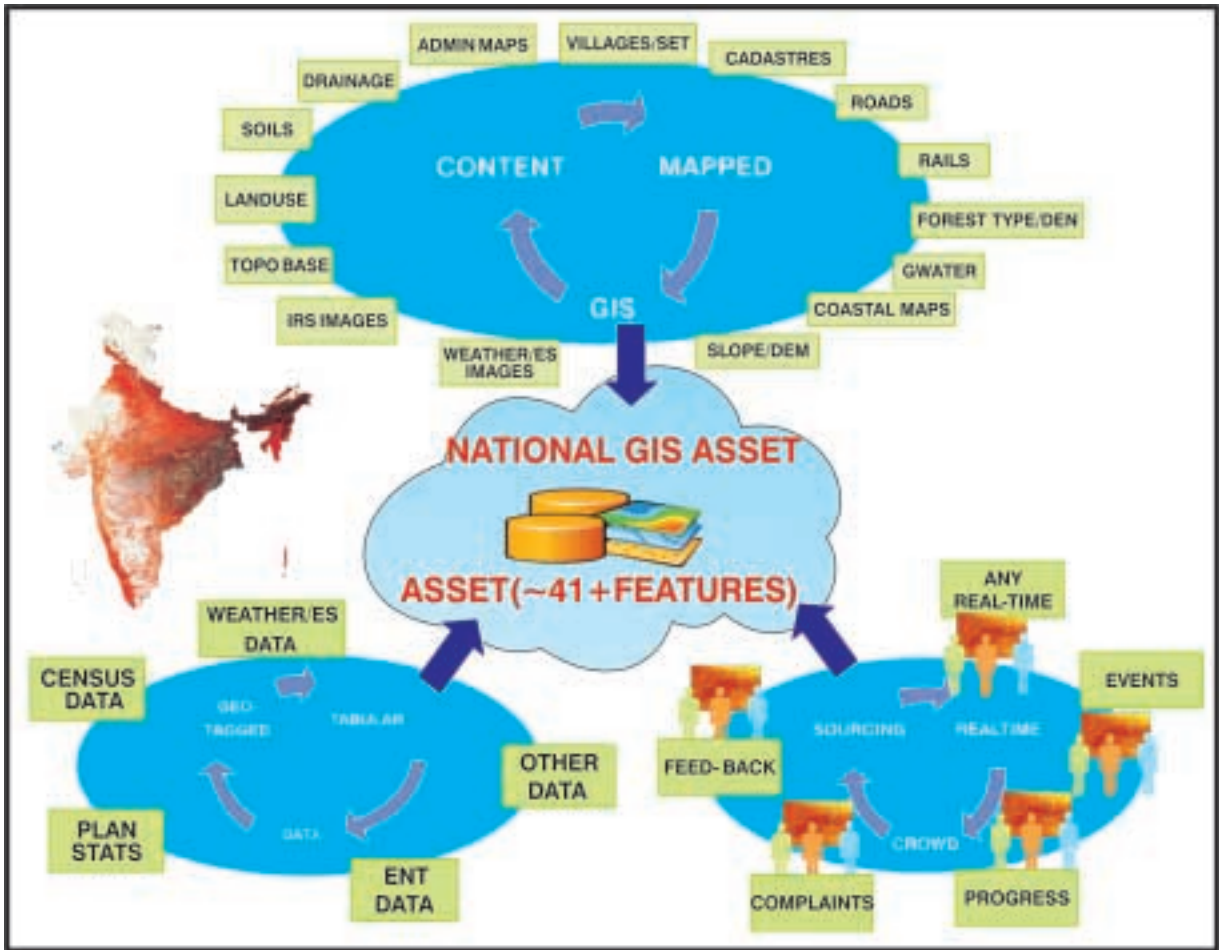 ADMIN MAPS
VILLAGES/SET
CADASTRES
DRAINAGE
ROADS
SOILS
CONTENT
MAPPED
RAILS
LANDUSE
FOREST TYPE/DEN
TOPO BASE
GWATER
IRS IMAGES
GIS
COASTAL MAPS
WEATHER/ES
IMAGES
SLOPE/DEM
NATIONAL GIS ASSET
ASSET(~41+FEATURES)
WEATHER/ES
DATA
CENSUS
DATA
GEO-
TAGGED
TABULAR
OTHER
DATA
PLAN
STATS
DATA
ENT
DATA
ANY
REAL-TIME
EVENTS
SOURCING
REALTIME
FEED- BACK
CROWD
COMPLAINTS
PROGRESS